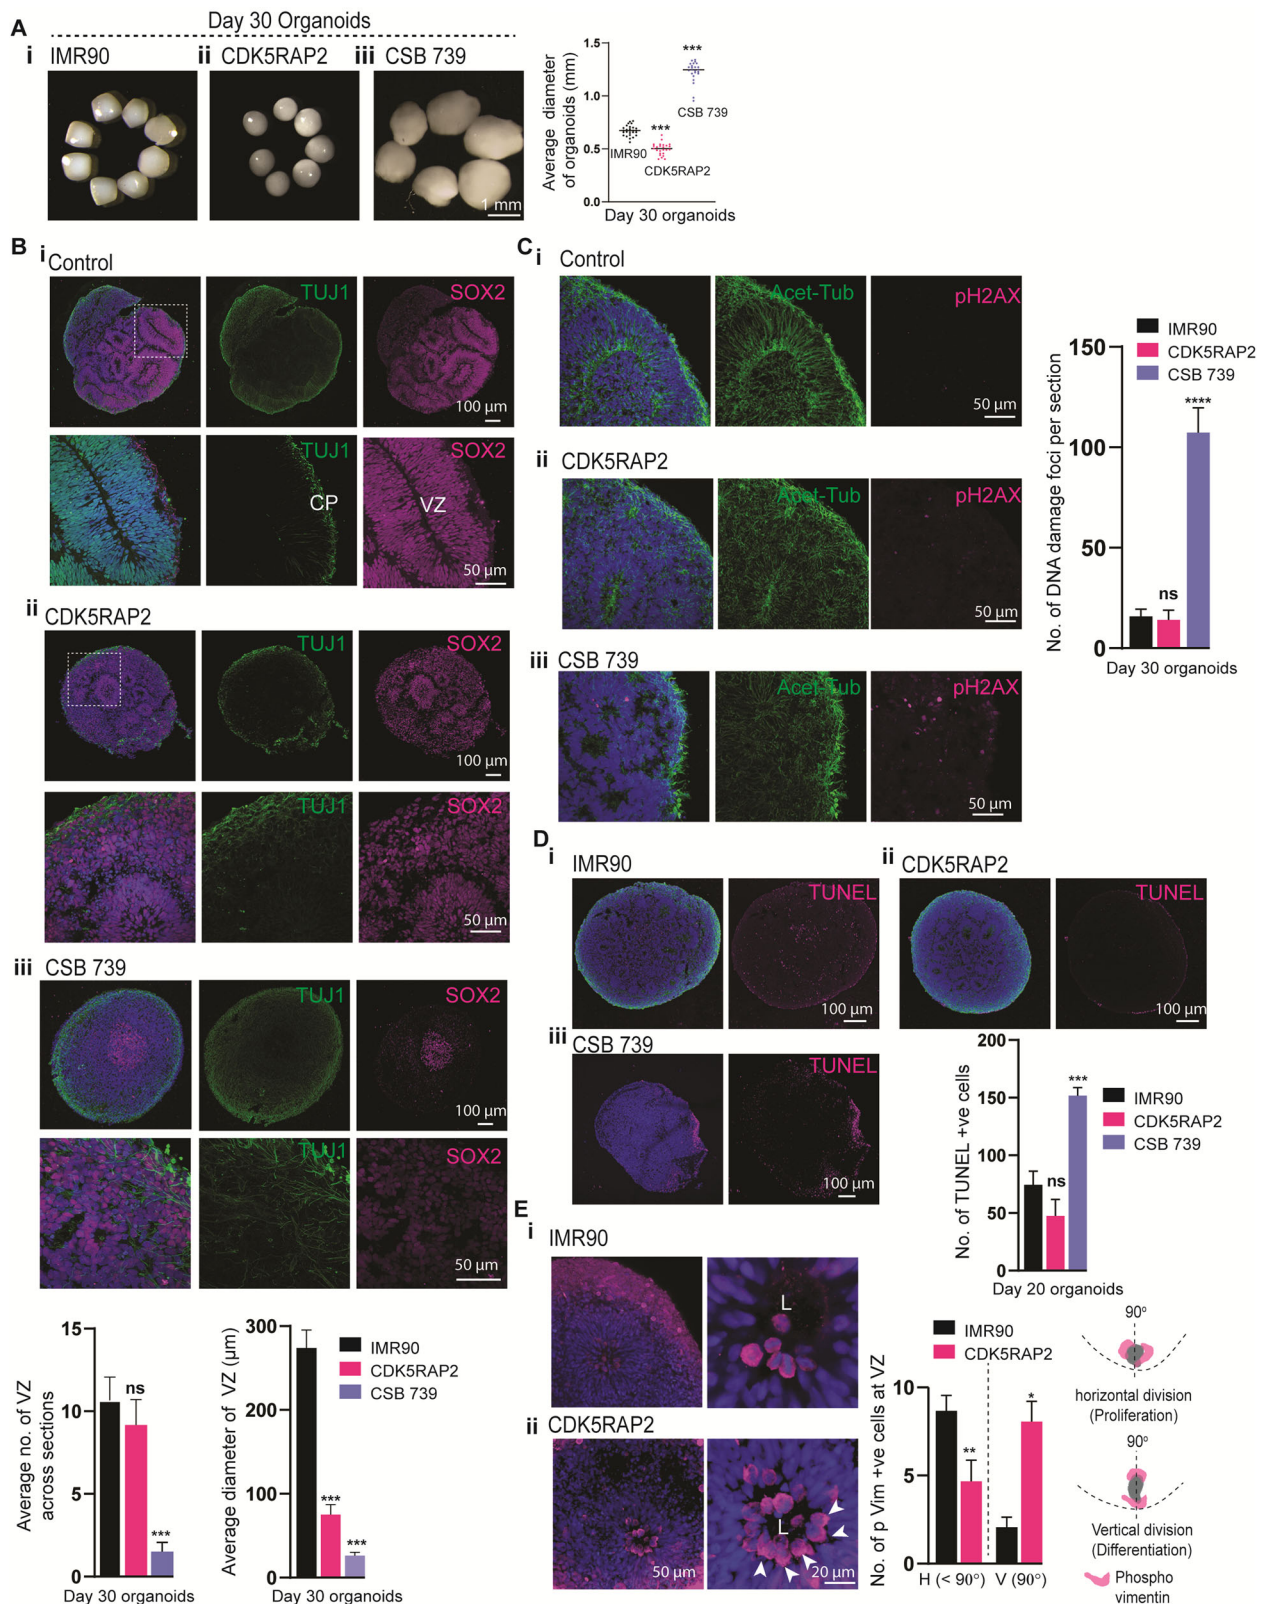 A
Day 30 Organoids
i IMR90
ii CDK5RAP2
iii CSB 739
1 mm
Average diameter
of organoids (mm)
1.5
1.0
0.5
0.0
IMR90
***
CDK5RAP2
***
CSB 739
Day 30 organoids
B
i Control
TUJ1
SOX2
100 µm
TUJ1
CP
SOX2
VZ
50 µm
ii CDK5RAP2
TUJ1
SOX2
100 µm
TUJ1
SOX2
50 µm
iii CSB 739
TUJ1
SOX2
100 µm
TUJ1
SOX2
50 µm
Average no. of VZ
across sections
15
10
5
0
ns
***
Day 30 organoids
Average diameter of VZ (µm)
300
200
100
0
***
***
IMR90
CDK5RAP2
CSB 739
Day 30 organoids
C
i Control
Acet-Tub
pH2AX
50 µm
ii CDK5RAP2
Acet-Tub
pH2AX
50 µm
iii CSB 739
Acet-Tub
pH2AX
50 µm
IMR90
CDK5RAP2
CSB 739
No. of DNA damage foci per section
150
100
50
0
ns
****
Day 30 organoids
D
i IMR90
TUNEL
100 µm
ii CDK5RAP2
TUNEL
100 µm
iii CSB 739
TUNEL
100 µm
No. of TUNEL +ve cells
200
150
100
50
0
ns
***
IMR90
CDK5RAP2
CSB 739
Day 20 organoids
E
i IMR90
L
ii CDK5RAP2
50 µm
L
20 µm
IMR90
CDK5RAP2
No. of p Vim +ve cells at VZ
10
5
0
**
*
H (< 90°)
V (90°)
90°
horizontal division
(Proliferation)
90°
Vertical division
(Differentiation)
Phospho
vimentin